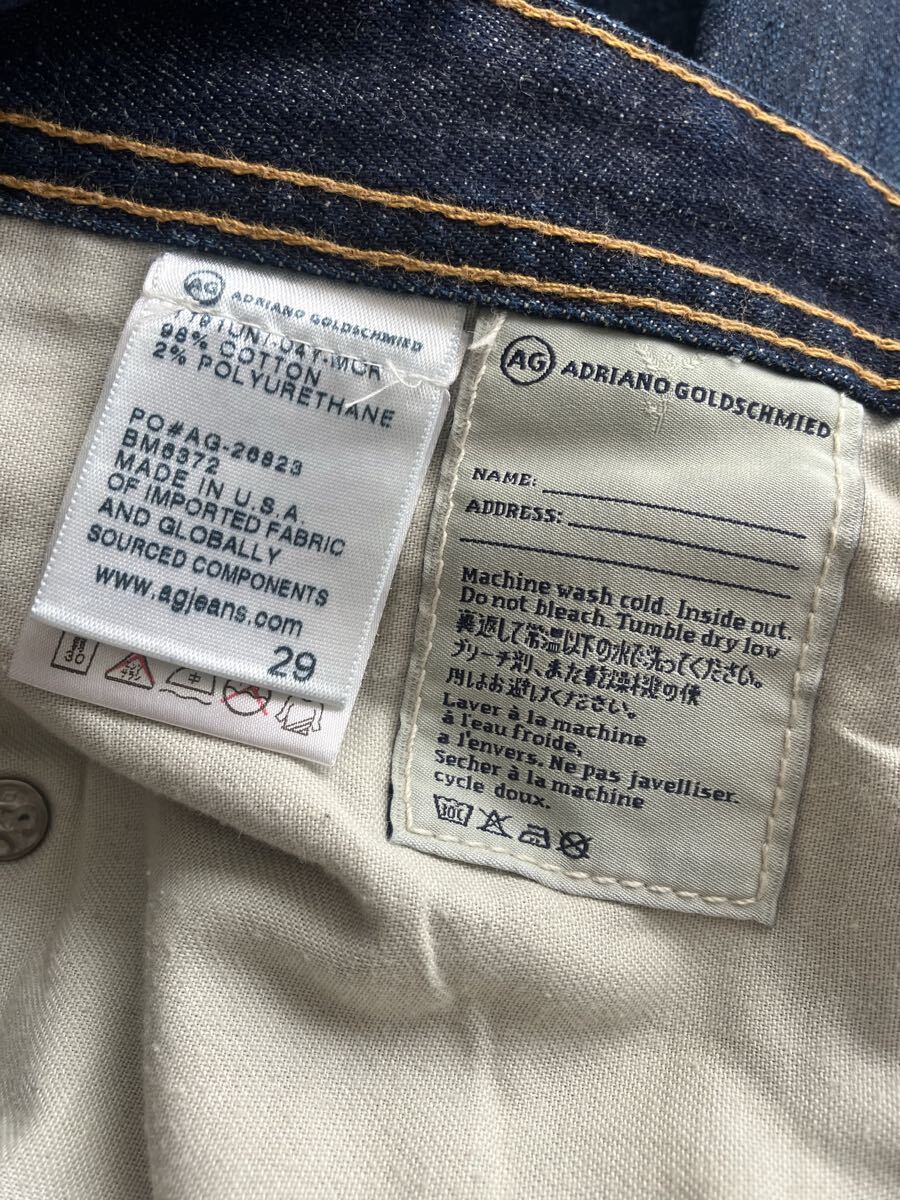 AG ADRIANO GOLDSCHMIED
98% COTTON
2% POLYURETHANE
PO#AG-26823
BM6372
MADE IN U.S.A.
OF IMPORTED FABRIC
AND GLOBALLY
SOURCED COMPONENTS
www.agjeans.com
29
AG ADRIANO GOLDSCHMIED
NAME:
ADDRESS:
Machine wash cold. Inside out.
Do not bleach. Tumble dry low
裏返して常温以下の水で洗ってください。
ブリーチ剤、また乾燥機の使
用はお避けください。
Laver à la machine
à l'eau froide,
a l'envers. Ne pas javelliser.
Secher à la machine
cycle doux.